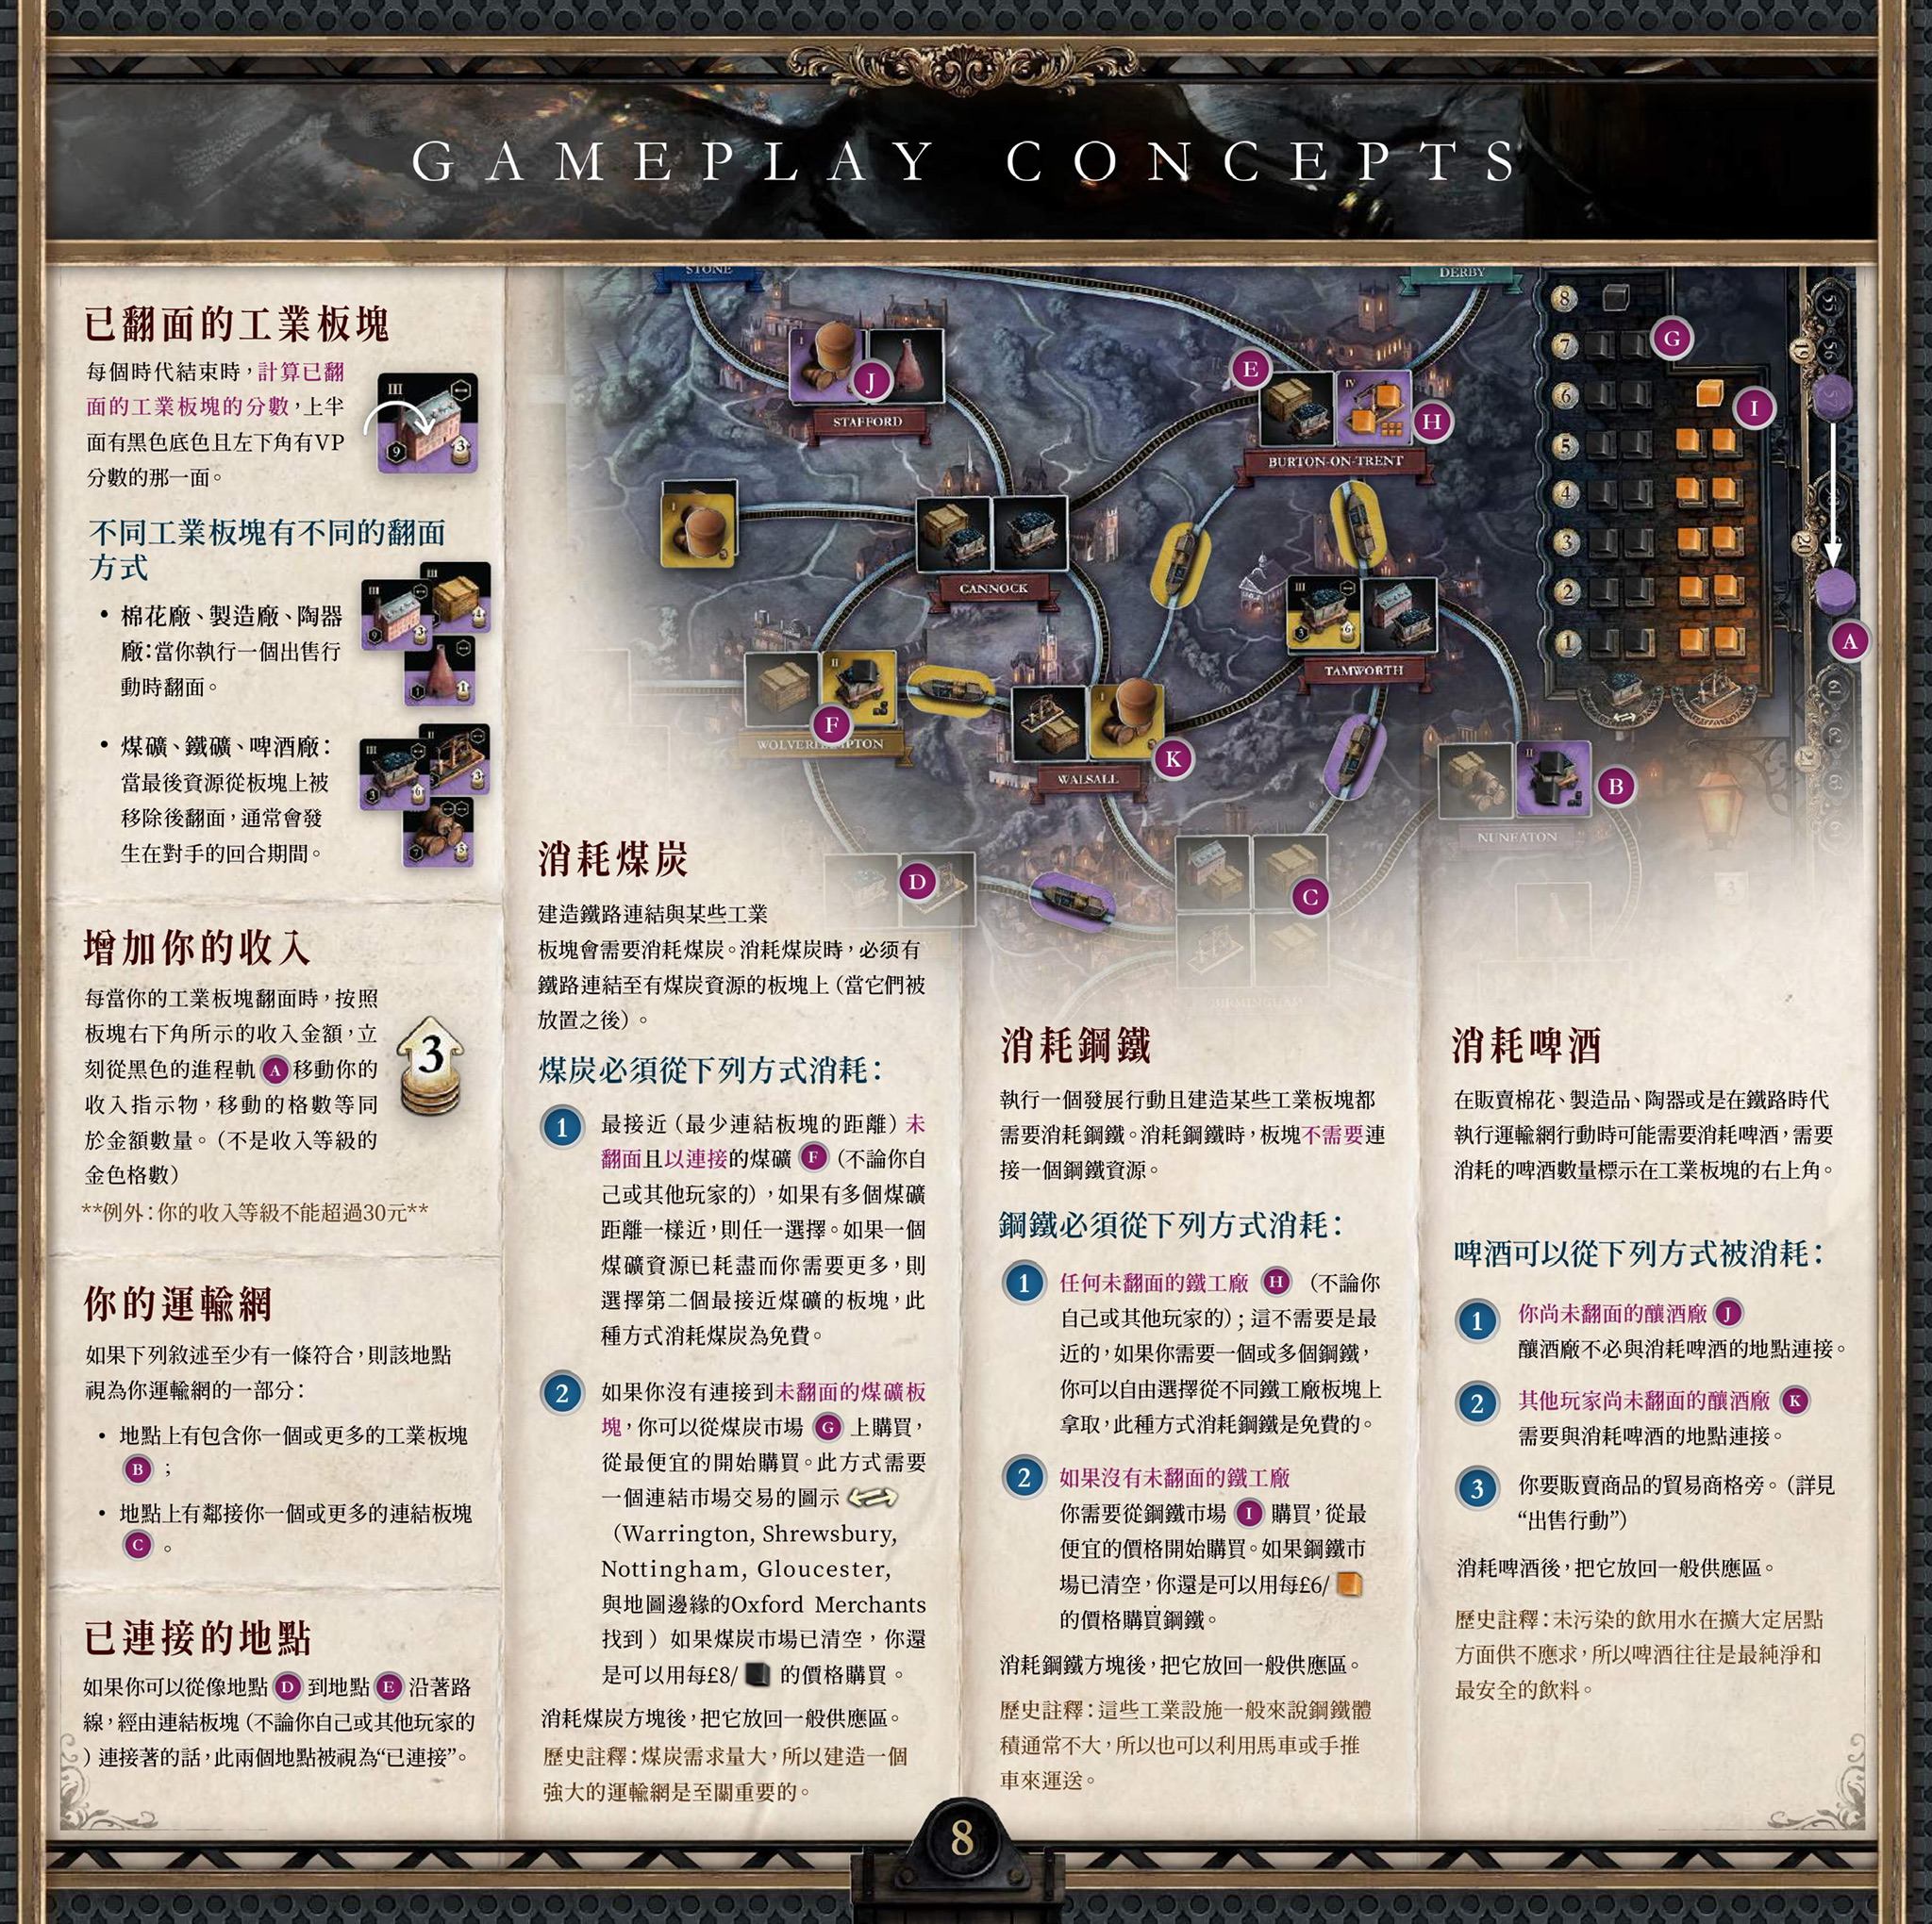 GAMEPLAY CONCEPTS
已翻面的工業板塊
每個時代結束時，計算已翻
面的工業板塊的分數，上半
面有黑色底色且左下角有VP
分數的那一面。
III
9
3
不同工業板塊有不同的翻面
方式
• 棉花廠、製造廠、陶器
廠：當你執行一個出售行
動時翻面。
• 煤礦、鐵礦、啤酒廠：
當最後資源從板塊上被
移除後翻面，通常會發
生在對手的回合期間。
增加你的收入
每當你的工業板塊翻面時，按照
板塊右下角所示的收入金額，立
刻從黑色的進程軌 A 移動你的
收入指示物，移動的格數等同
於金額數量。（不是收入等級的
金色格數）
3
**例外：你的收入等級不能超過30元**
你的運輸網
如果下列敘述至少有一條符合，則該地點
視為你運輸網的一部分：
• 地點上有包含你一個或更多的工業板塊
B ；
• 地點上有鄰接你一個或更多的連結板塊
C 。
已連接的地點
如果你可以從像地點 D 到地點 E 沿著路
線，經由連結板塊（不論你自己或其他玩家的
）連接著的話，此兩個地點被視為“已連接”。
STONE
DERBY
J
STAFFORD
E
IV
H
BURTON-ON-TRENT
CANNOCK
III
TAMWORTH
II
F
WOLVERHAMPTON
I
K
WALSALL
II
B
NUNEATON
D
C
BIRMINGHAM
8
7
6
5
4
3
2
1
G
I
19
20
A
消耗煤炭
建造鐵路連結與某些工業
板塊會需要消耗煤炭。消耗煤炭時，必须有
鐵路連結至有煤炭資源的板塊上（當它們被
放置之後）。
煤炭必須從下列方式消耗：
1 最接近（最少連結板塊的距離）未
翻面且以連接的煤礦 F （不論你自
己或其他玩家的），如果有多個煤礦
距離一樣近，則任一選擇。如果一個
煤礦資源已耗盡而你需要更多，則
選擇第二個最接近煤礦的板塊，此
種方式消耗煤炭為免費。
2 如果你沒有連接到未翻面的煤礦板
塊，你可以從煤炭市場 G 上購買，
從最便宜的開始購買。此方式需要
一個連結市場交易的圖示
（Warrington, Shrewsbury,
Nottingham, Gloucester,
與地圖邊緣的Oxford Merchants
找到 ）如果煤炭市場已清空，你還
是可以用每£8/ 的價格購買 。
消耗煤炭方塊後，把它放回一般供應區。
歷史註釋：煤炭需求量大，所以建造一個
強大的運輸網是至關重要的。
消耗鋼鐵
執行一個發展行動且建造某些工業板塊都
需要消耗鋼鐵。消耗鋼鐵時，板塊不需要連
接一個鋼鐵資源。
鋼鐵必須從下列方式消耗：
1 任何未翻面的鐵工廠 H （不論你
自己或其他玩家的）；這不需要是最
近的，如果你需要一個或多個鋼鐵，
你可以自由選擇從不同鐵工廠板塊上
拿取，此種方式消耗鋼鐵是免費的。
2 如果沒有未翻面的鐵工廠
你需要從鋼鐵市場 I 購買，從最
便宜的價格開始購買。如果鋼鐵市
場已清空，你還是可以用每£6/
的價格購買鋼鐵。
消耗鋼鐵方塊後，把它放回一般供應區。
歷史註釋：這些工業設施一般來說鋼鐵體
積通常不大，所以也可以利用馬車或手推
車來運送。
消耗啤酒
在販賣棉花、製造品、陶器或是在鐵路時代
執行運輸網行動時可能需要消耗啤酒，需要
消耗的啤酒數量標示在工業板塊的右上角。
啤酒可以從下列方式被消耗：
1 你尚未翻面的釀酒廠 J
釀酒廠不必與消耗啤酒的地點連接。
2 其他玩家尚未翻面的釀酒廠 K
需要與消耗啤酒的地點連接。
3 你要販賣商品的貿易商格旁。（詳見
“出售行動”）
消耗啤酒後，把它放回一般供應區。
歷史註釋：未污染的飲用水在擴大定居點
方面供不應求，所以啤酒往往是最純淨和
最安全的飲料。
8